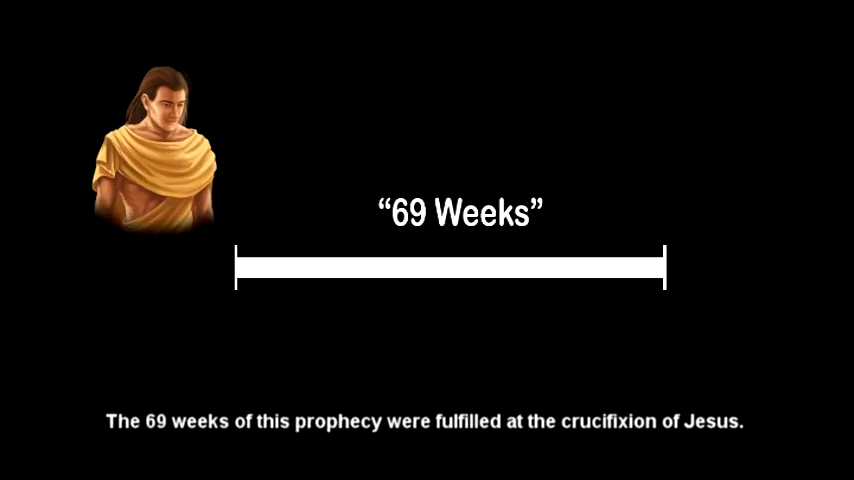 “69 Weeks”
The 69 weeks of this prophecy were fulfilled at the crucifixion of Jesus.